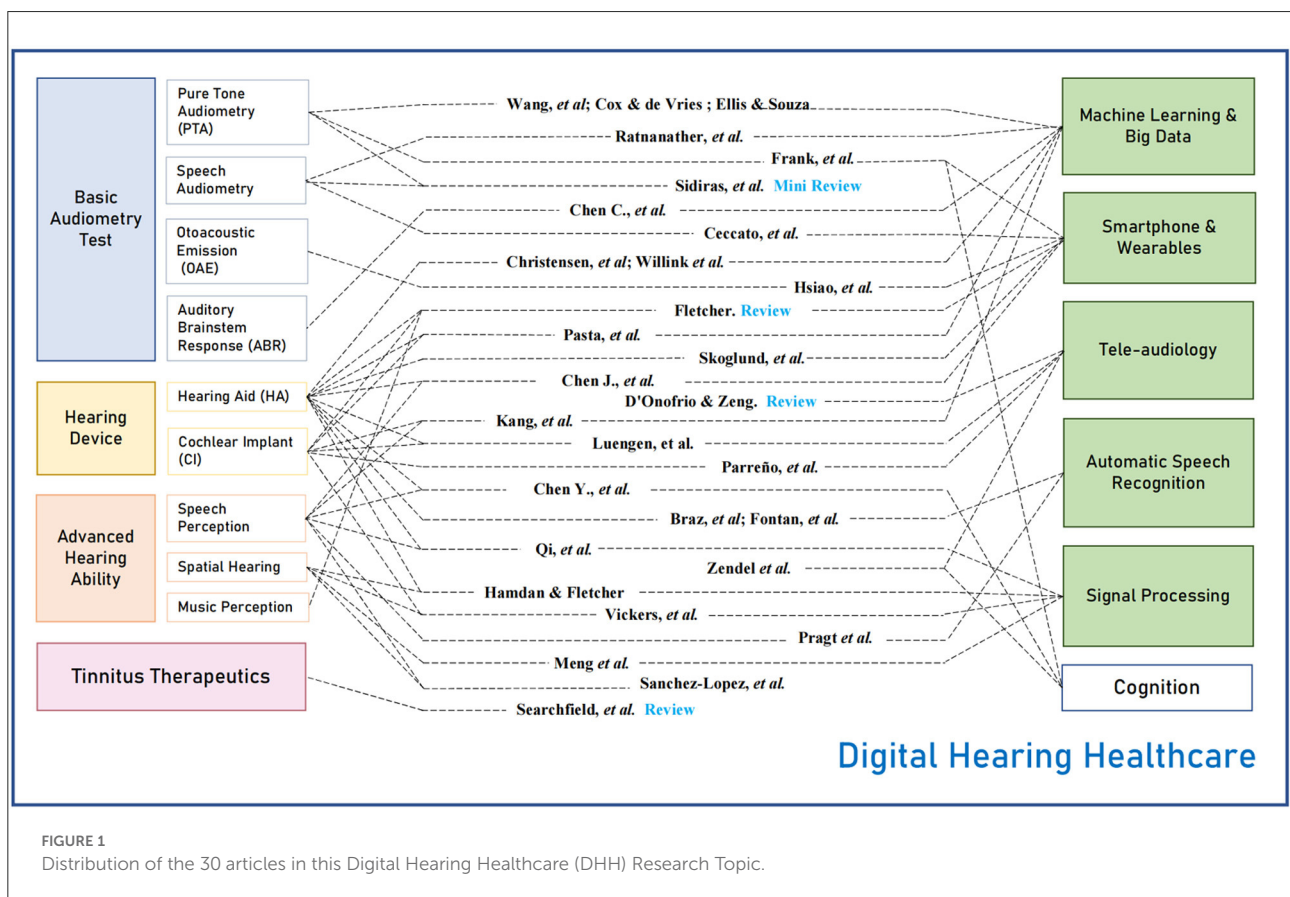 Basic
Audiometry
Test
Hearing
Device
Advanced
Hearing
Ability
Tinnitus Therapeutics
Pure Tone
Audiometry
(PTA)
Speech
Audiometry
Otoacoustic
Emission
(OAE)
Auditory
Brainstem
Response (ABR)
Hearing Aid (HA)
Cochlear Implant
(CI)
Speech
Perception
Spatial Hearing
Music Perception
Wang, et al; Cox & de Vries ; Ellis & Souza
Ratnanather, et al.
Frank, et al.
Sidiras, et al. Mini Review
Chen C., et al.
Ceccato, et al.
Christensen, et al; Willink et al.
Hsiao, et al.
Fletcher. Review
Pasta, et al.
Skoglund, et al.
Chen J., et al.
D'Onofrio & Zeng. Review
Kang, et al.
Luengen, et al.
Parreño, et al.
Chen Y., et al.
Braz, et al; Fontan, et al.
Qi, et al.
Zendel et al.
Hamdan & Fletcher
Vickers, et al.
Pragt et al.
Meng et al.
Sanchez-Lopez, et al.
Searchfield, et al. Review
Machine Learning &
Big Data
Smartphone &
Wearables
Tele-audiology
Automatic Speech
Recognition
Signal Processing
Cognition
Digital Hearing Healthcare
FIGURE 1
Distribution of the 30 articles in this Digital Hearing Healthcare (DHH) Research Topic.